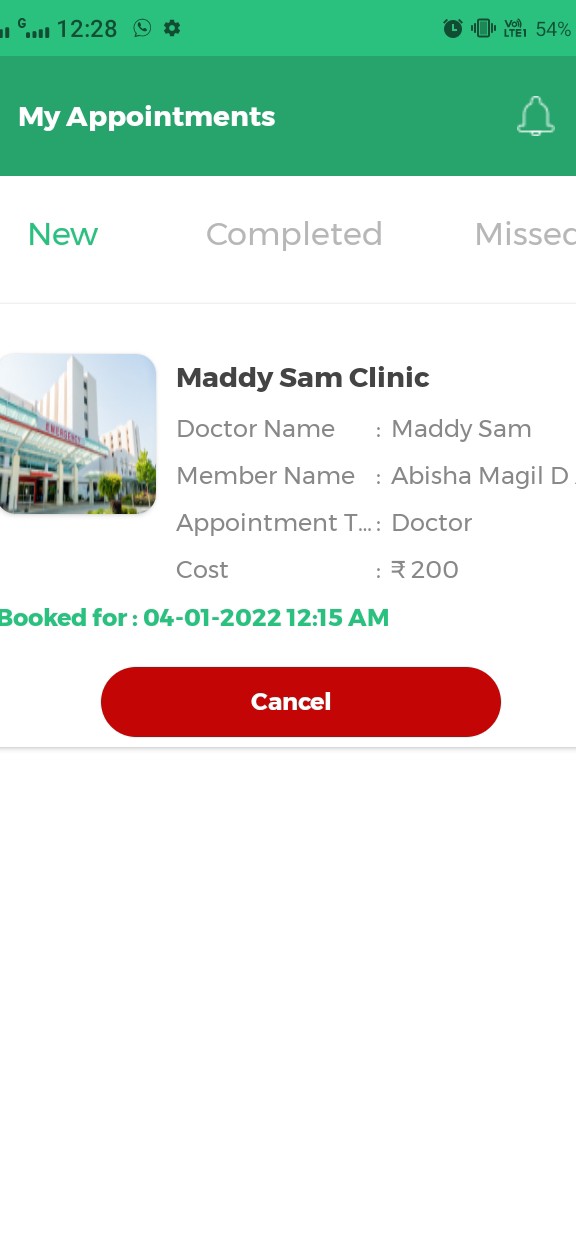 G 12:28 Vo) LTE1 54%
My Appointments
New Completed Missed
EMERGENCY
Maddy Sam Clinic
Doctor Name : Maddy Sam
Member Name : Abisha Magil D
Appointment T... : Doctor
Cost : ₹ 200
Booked for : 04-01-2022 12:15 AM
Cancel